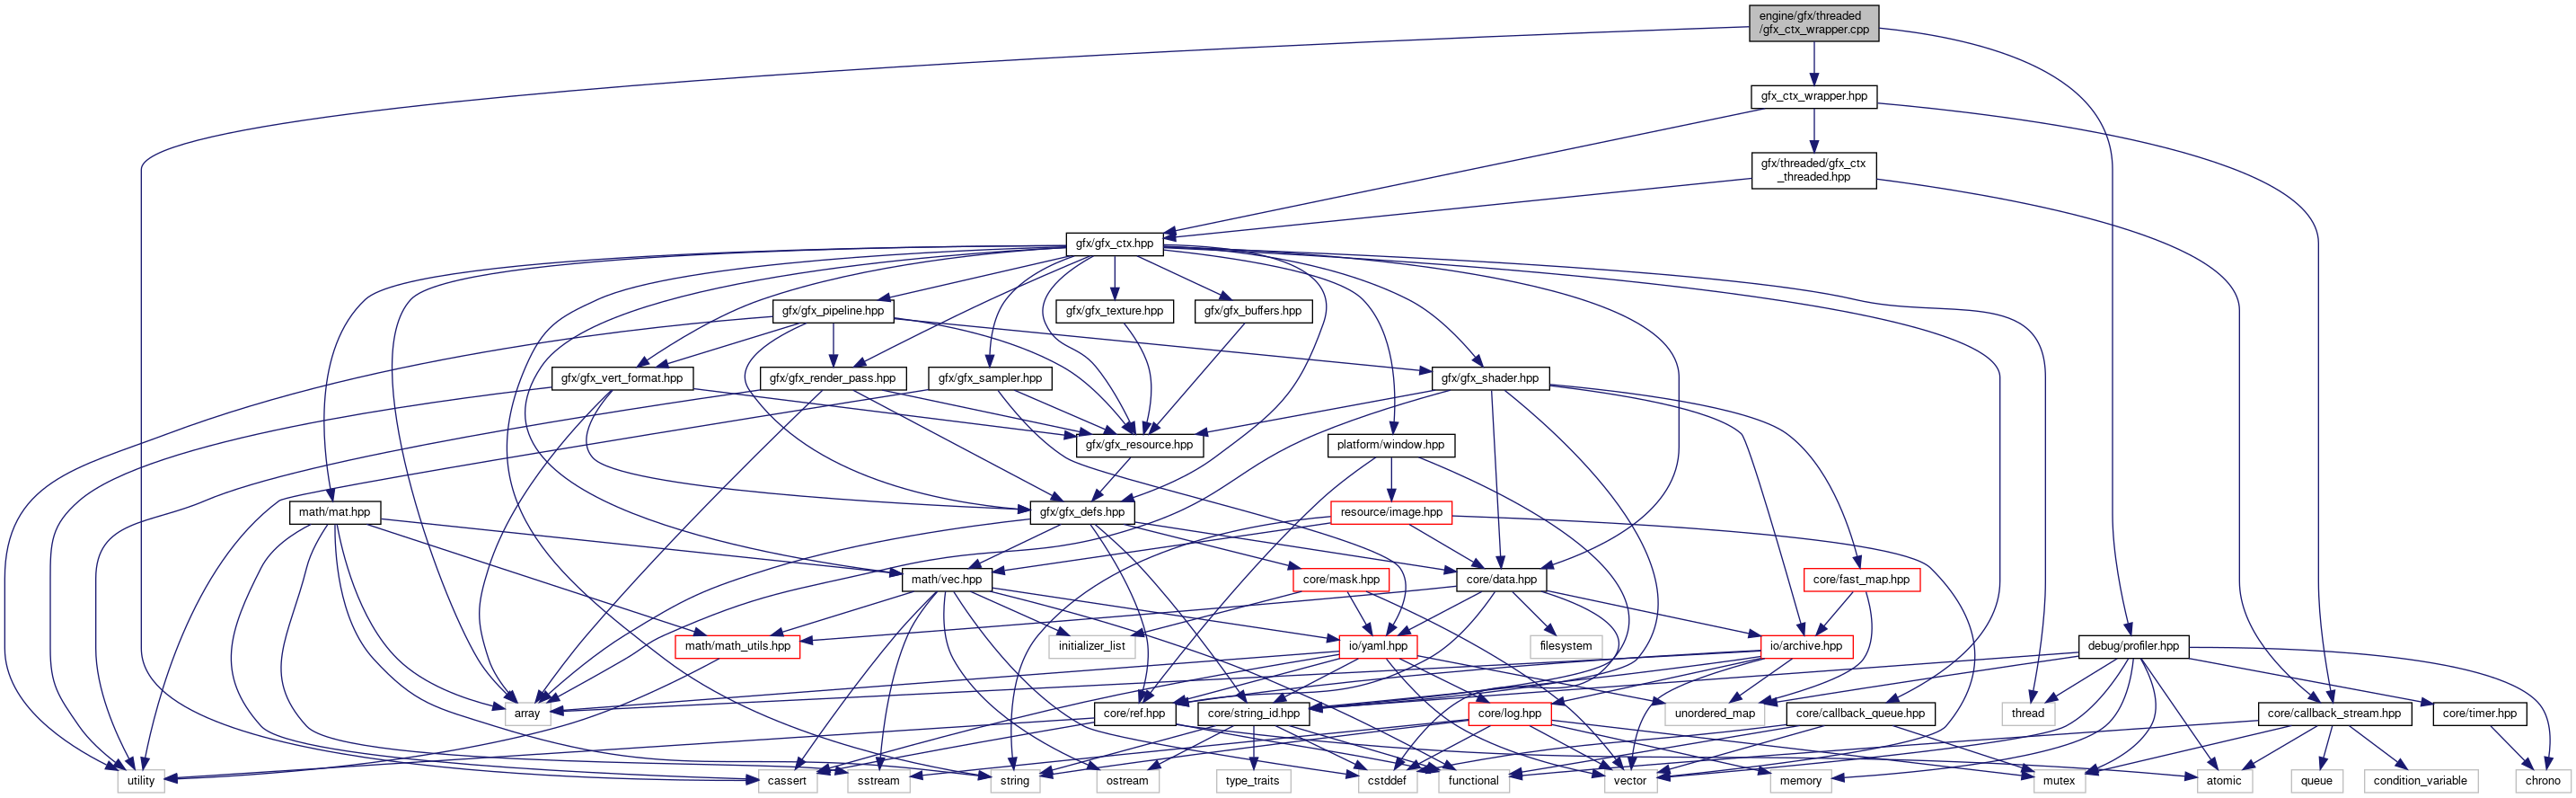 engine/gfx/threaded
/gfx_ctx_wrapper.cpp
gfx_ctx_wrapper.hpp
gfx/threaded/gfx_ctx
_threaded.hpp
gfx/gfx_ctx.hpp
gfx/gfx_pipeline.hpp
gfx/gfx_texture.hpp
gfx/gfx_buffers.hpp
gfx/gfx_vert_format.hpp
gfx/gfx_render_pass.hpp
gfx/gfx_sampler.hpp
gfx/gfx_shader.hpp
gfx/gfx_resource.hpp
platform/window.hpp
math/mat.hpp
gfx/gfx_defs.hpp
resource/image.hpp
math/vec.hpp
core/mask.hpp
core/data.hpp
core/fast_map.hpp
math/math_utils.hpp
initializer_list
io/yaml.hpp
filesystem
io/archive.hpp
debug/profiler.hpp
array
core/ref.hpp
core/string_id.hpp
core/log.hpp
unordered_map
core/callback_queue.hpp
thread
core/callback_stream.hpp
core/timer.hpp
utility
cassert
sstream
string
ostream
type_traits
cstddef
functional
vector
memory
mutex
atomic
queue
condition_variable
chrono